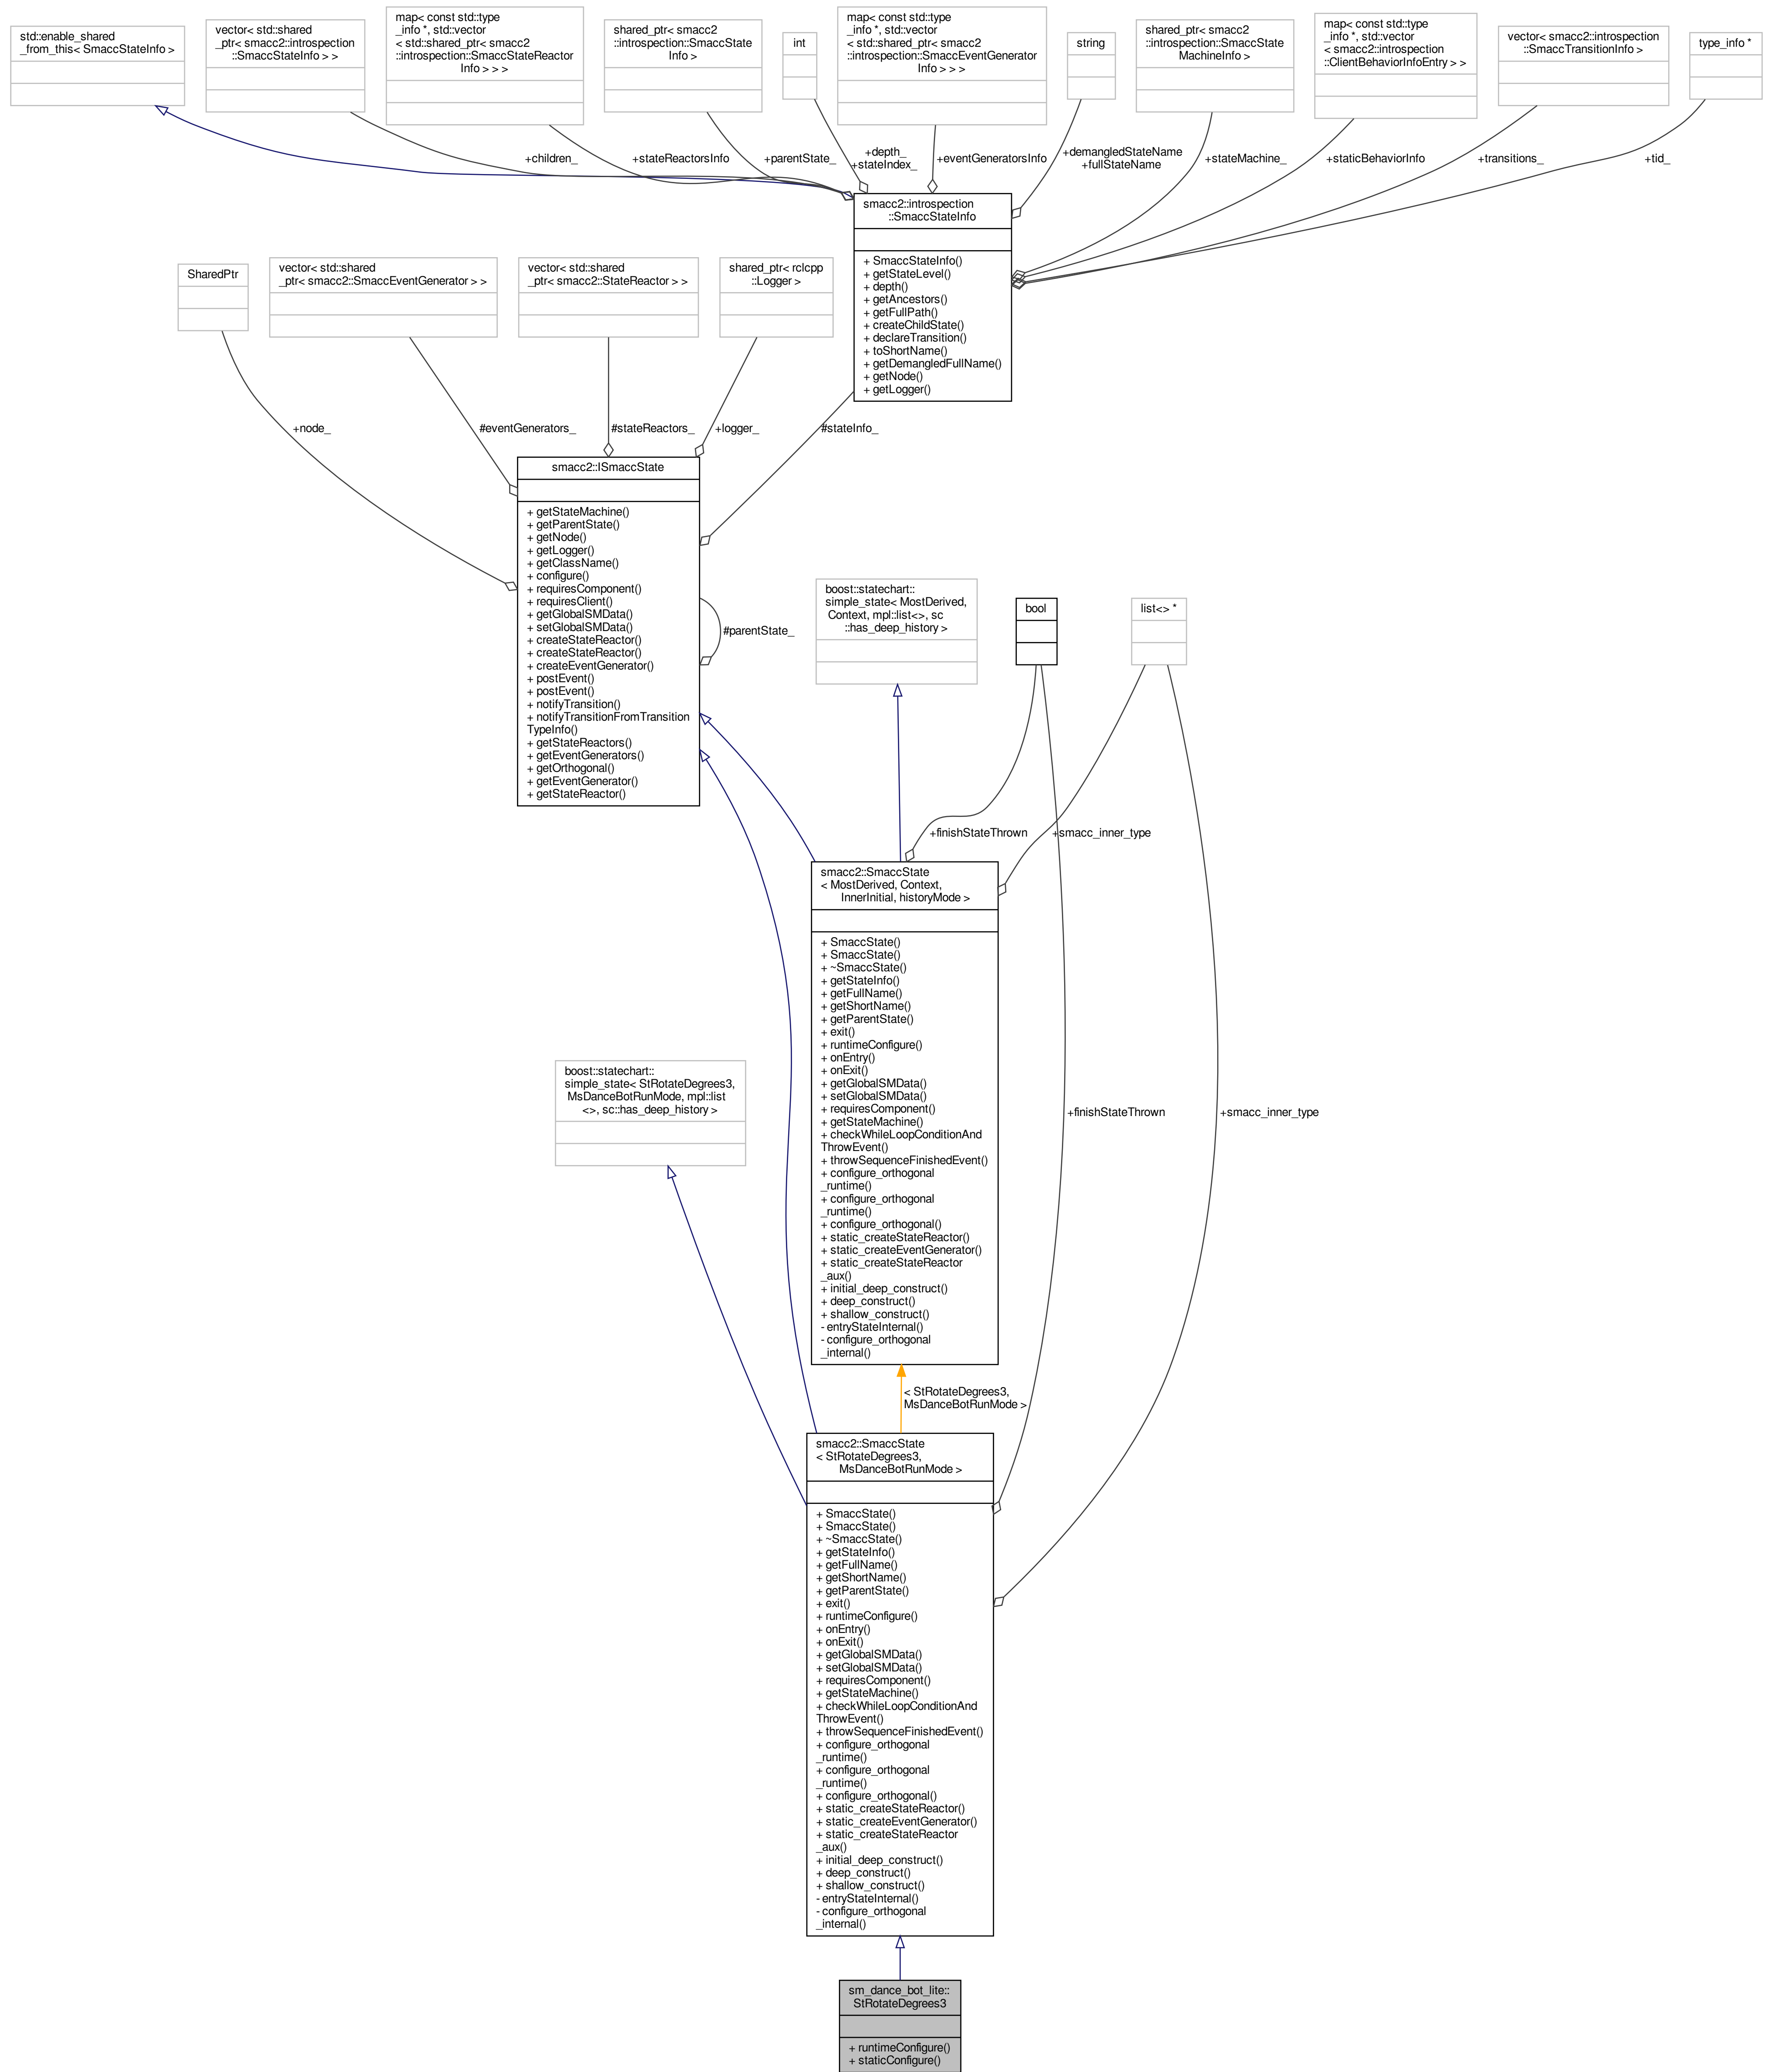 std::enable_shared
_from_this< SmaccStateInfo >
vector< std::shared
_ptr< smacc2::introspection
::SmaccStateInfo > >
map< const std::type
_info *, std::vector
< std::shared_ptr< smacc2
::introspection::SmaccStateReactor
Info > > >
shared_ptr< smacc2
::introspection::SmaccState
Info >
int
map< const std::type
_info *, std::vector
< std::shared_ptr< smacc2
::introspection::SmaccEventGenerator
Info > > >
string
shared_ptr< smacc2
::introspection::SmaccState
MachineInfo >
map< const std::type
_info *, std::vector
< smacc2::introspection
::ClientBehaviorInfoEntry > >
vector< smacc2::introspection
::SmaccTransitionInfo >
type_info *
+children_
+stateReactorsInfo
+parentState_
+depth_
+stateIndex_
+eventGeneratorsInfo
+demangledStateName
+fullStateName
+stateMachine_
+staticBehaviorInfo
+transitions_
+tid_
smacc2::introspection
::SmaccStateInfo
+ SmaccStateInfo()
+ getStateLevel()
+ depth()
+ getAncestors()
+ getFullPath()
+ createChildState()
+ declareTransition()
+ toShortName()
+ getDemangledFullName()
+ getNode()
+ getLogger()
SharedPtr
vector< std::shared
_ptr< smacc2::SmaccEventGenerator > >
vector< std::shared
_ptr< smacc2::StateReactor > >
shared_ptr< rclcpp
::Logger >
+node_
#eventGenerators_
#stateReactors_
+logger_
#stateInfo_
smacc2::ISmaccState
+ getStateMachine()
+ getParentState()
+ getNode()
+ getLogger()
+ getClassName()
+ configure()
+ requiresComponent()
+ requiresClient()
+ getGlobalSMData()
+ setGlobalSMData()
+ createStateReactor()
+ createStateReactor()
+ createEventGenerator()
+ postEvent()
+ postEvent()
+ notifyTransition()
+ notifyTransitionFromTransition
TypeInfo()
+ getStateReactors()
+ getEventGenerators()
+ getOrthogonal()
+ getEventGenerator()
+ getStateReactor()
#parentState_
boost::statechart::
simple_state< MostDerived,
Context, mpl::list<>, sc
::has_deep_history >
bool
list<> *
+finishStateThrown
+smacc_inner_type
smacc2::SmaccState
< MostDerived, Context,
InnerInitial, historyMode >
+ SmaccState()
+ SmaccState()
+ ~SmaccState()
+ getStateInfo()
+ getFullName()
+ getShortName()
+ getParentState()
+ exit()
+ runtimeConfigure()
+ onEntry()
+ onExit()
+ getGlobalSMData()
+ setGlobalSMData()
+ requiresComponent()
+ getStateMachine()
+ checkWhileLoopConditionAnd
ThrowEvent()
+ throwSequenceFinishedEvent()
+ configure_orthogonal
_runtime()
+ configure_orthogonal
_runtime()
+ configure_orthogonal()
+ static_createStateReactor()
+ static_createEventGenerator()
+ static_createStateReactor
_aux()
+ initial_deep_construct()
+ deep_construct()
+ shallow_construct()
- entryStateInternal()
- configure_orthogonal
_internal()
boost::statechart::
simple_state< StRotateDegrees3,
MsDanceBotRunMode, mpl::list
<>, sc::has_deep_history >
+finishStateThrown
+smacc_inner_type
< StRotateDegrees3,
MsDanceBotRunMode >
smacc2::SmaccState
< StRotateDegrees3,
MsDanceBotRunMode >
+ SmaccState()
+ SmaccState()
+ ~SmaccState()
+ getStateInfo()
+ getFullName()
+ getShortName()
+ getParentState()
+ exit()
+ runtimeConfigure()
+ onEntry()
+ onExit()
+ getGlobalSMData()
+ setGlobalSMData()
+ requiresComponent()
+ getStateMachine()
+ checkWhileLoopConditionAnd
ThrowEvent()
+ throwSequenceFinishedEvent()
+ configure_orthogonal
_runtime()
+ configure_orthogonal
_runtime()
+ configure_orthogonal()
+ static_createStateReactor()
+ static_createEventGenerator()
+ static_createStateReactor
_aux()
+ initial_deep_construct()
+ deep_construct()
+ shallow_construct()
- entryStateInternal()
- configure_orthogonal
_internal()
sm_dance_bot_lite::
StRotateDegrees3
+ runtimeConfigure()
+ staticConfigure()